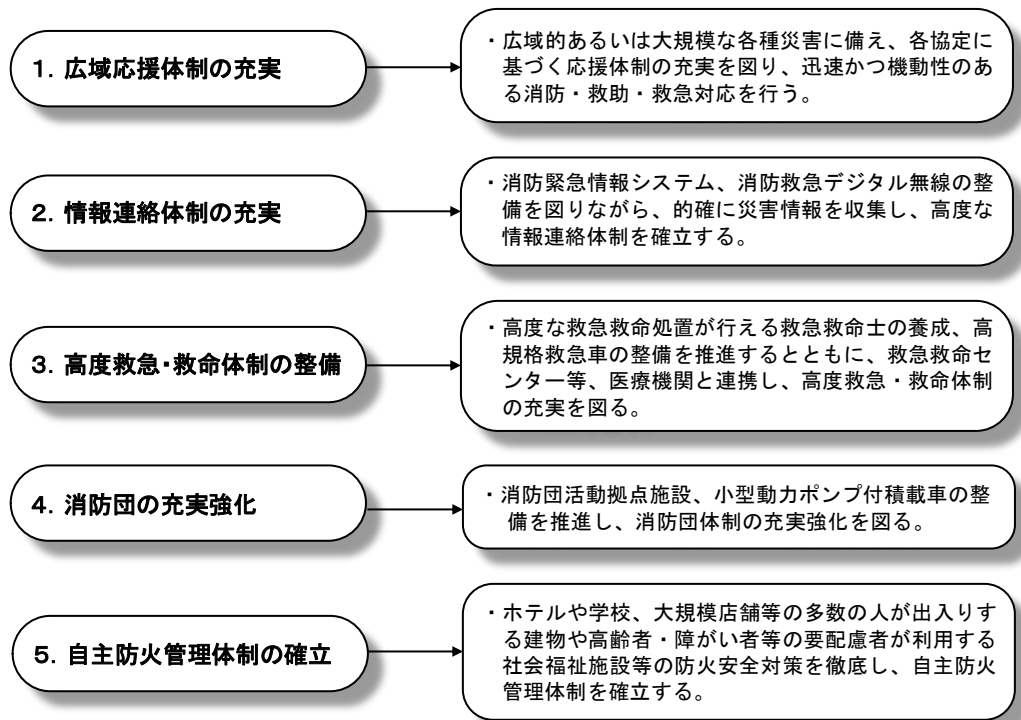 1. 広域応援体制の充実
・広域的あるいは大規模な各種災害に備え、各協定に
基づく応援体制の充実を図り、迅速かつ機動性のあ
る消防・救助・救急対応を行う。
2. 情報連絡体制の充実
・消防緊急情報システム、消防救急デジタル無線の整
備を図りながら、的確に災害情報を収集し、高度な
情報連絡体制を確立する。
3. 高度救急・救命体制の整備
・高度な救急救命処置が行える救急救命士の養成、高
規格救急車の整備を推進するとともに、救急救命セ
ンター等、医療機関と連携し、高度救急・救命体制
の充実を図る。
4. 消防団の充実強化
・消防団活動拠点施設、小型動力ポンプ付積載車の整
備を推進し、消防団体制の充実強化を図る。
5. 自主防火管理体制の確立
・ホテルや学校、大規模店舗等の多数の人が出入りす
る建物や高齢者・障がい者等の要配慮者が利用する
社会福祉施設等の防火安全対策を徹底し、自主防火
管理体制を確立する。